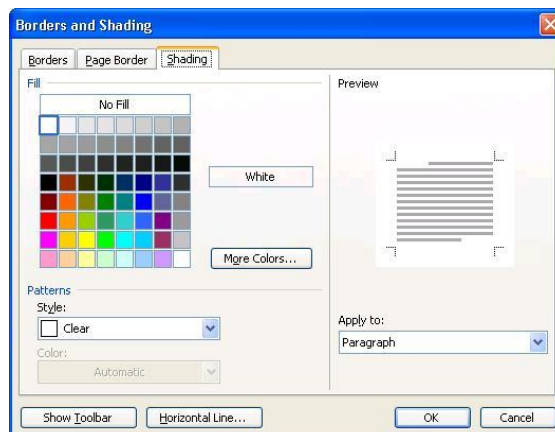 Borders and Shading
Borders
Page Border
Shading
Fill
No Fill
White
More Colors...
Patterns
Style:
Clear
Color:
Automatic
Preview
Apply to:
Paragraph
Show Toolbar
Horizontal Line...
OK
Cancel